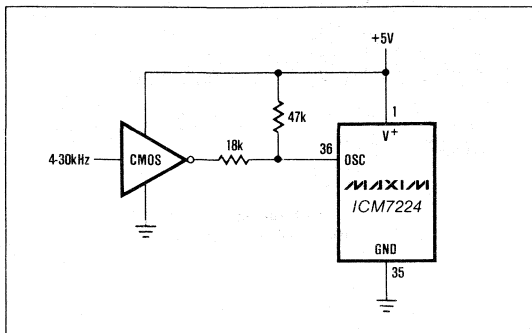 +5V
47k
1
V+
4-30kHz
CMOS
18k
36
OSC
MAXIM
ICM7224
GND
35